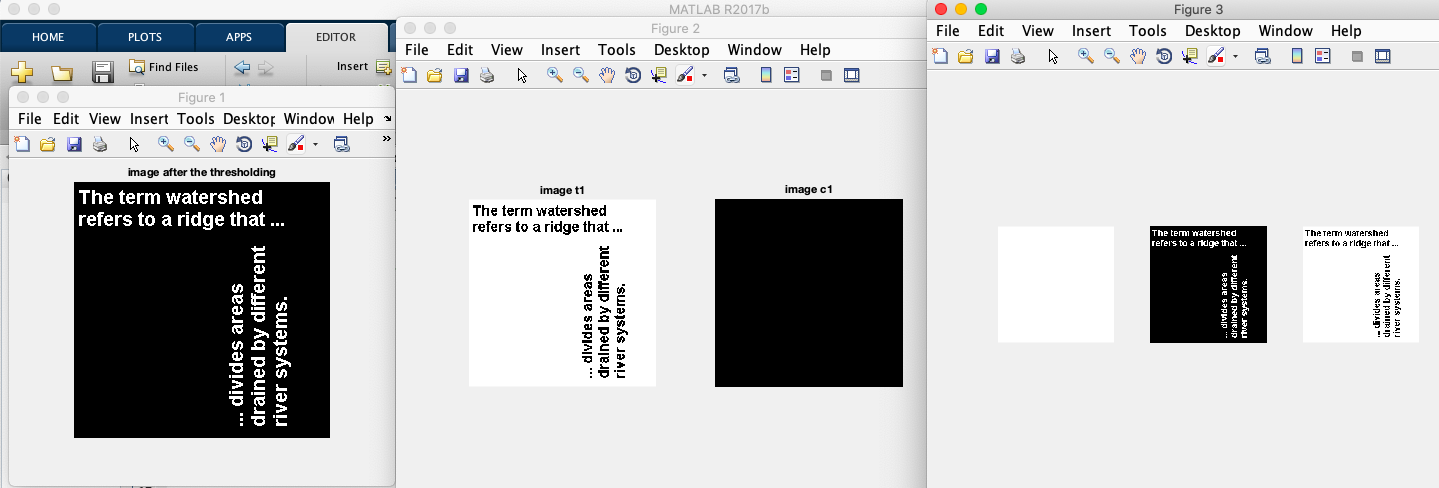 MATLAB R2017b
HOME
PLOTS
APPS
EDITOR
Find Files
Insert
Figure 1
File Edit View Insert Tools Desktop Window Help
image after the thresholding
The term watershed
refers to a ridge that ...
... divides areas
drained by different
river systems.
Figure 2
File Edit View Insert Tools Desktop Window Help
image t1
The term watershed
refers to a ridge that ...
... divides areas
drained by different
river systems.
image c1
Figure 3
File Edit View Insert Tools Desktop Window Help
The term watershed
refers to a ridge that ...
... divides areas
drained by different
river systems.
The term watershed
refers to a ridge that ...
... divides areas
drained by different
river systems.